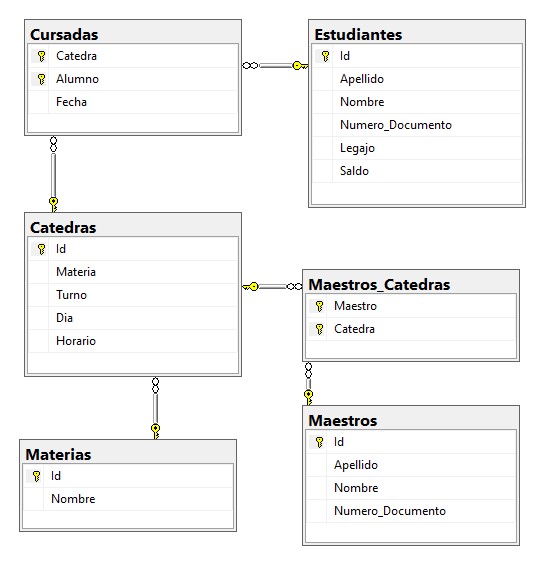 Cursadas
Catedra
Alumno
Fecha
Estudiantes
Id
Apellido
Nombre
Numero_Documento
Legajo
Saldo
Catedras
Id
Materia
Turno
Dia
Horario
Maestros_Catedras
Maestro
Catedra
Materias
Id
Nombre
Maestros
Id
Apellido
Nombre
Numero_Documento